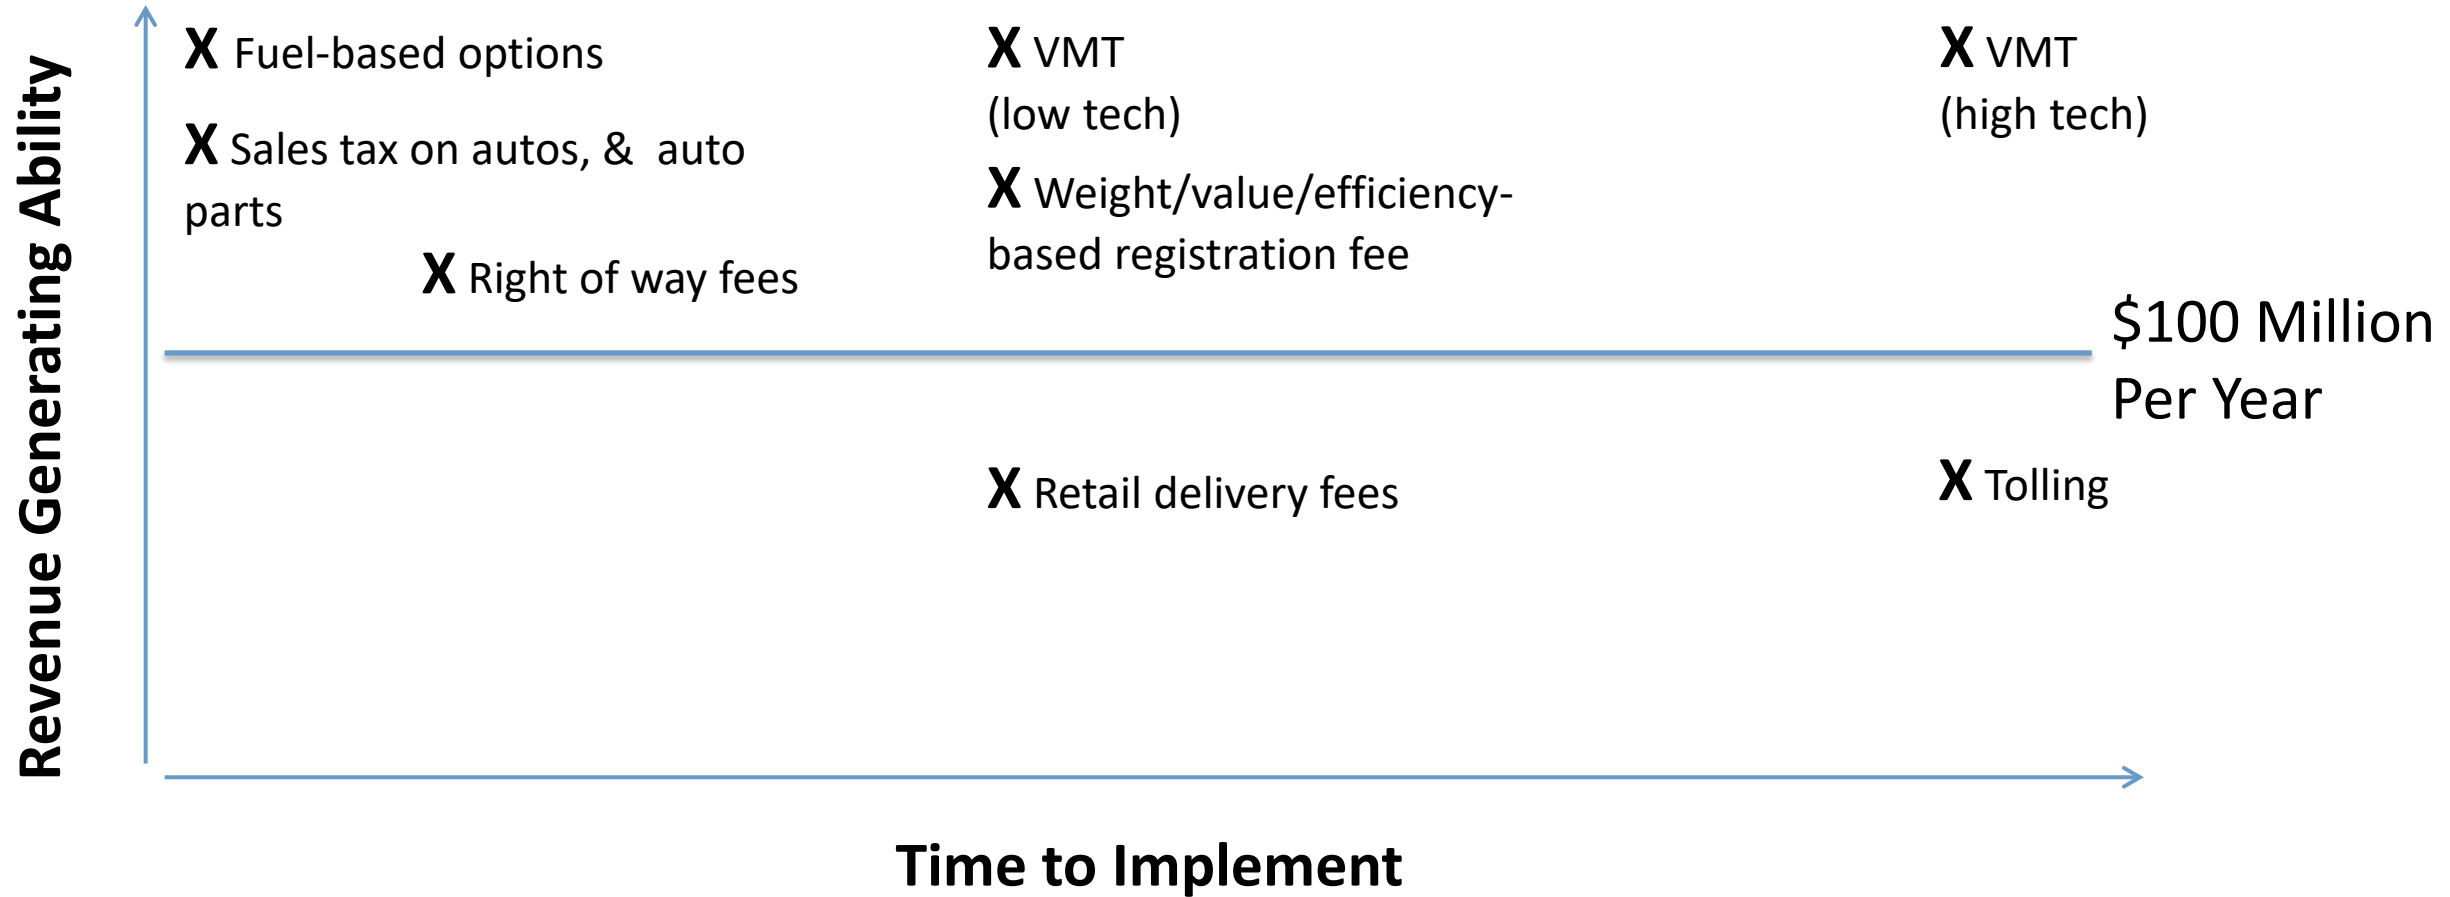 Revenue Generating Ability
X Fuel-based options
X Sales tax on autos, & auto
parts
X Right of way fees
X VMT
(low tech)
X Weight/value/efficiency-
based registration fee
X VMT
(high tech)
$100 Million
Per Year
X Retail delivery fees
X Tolling
Time to Implement